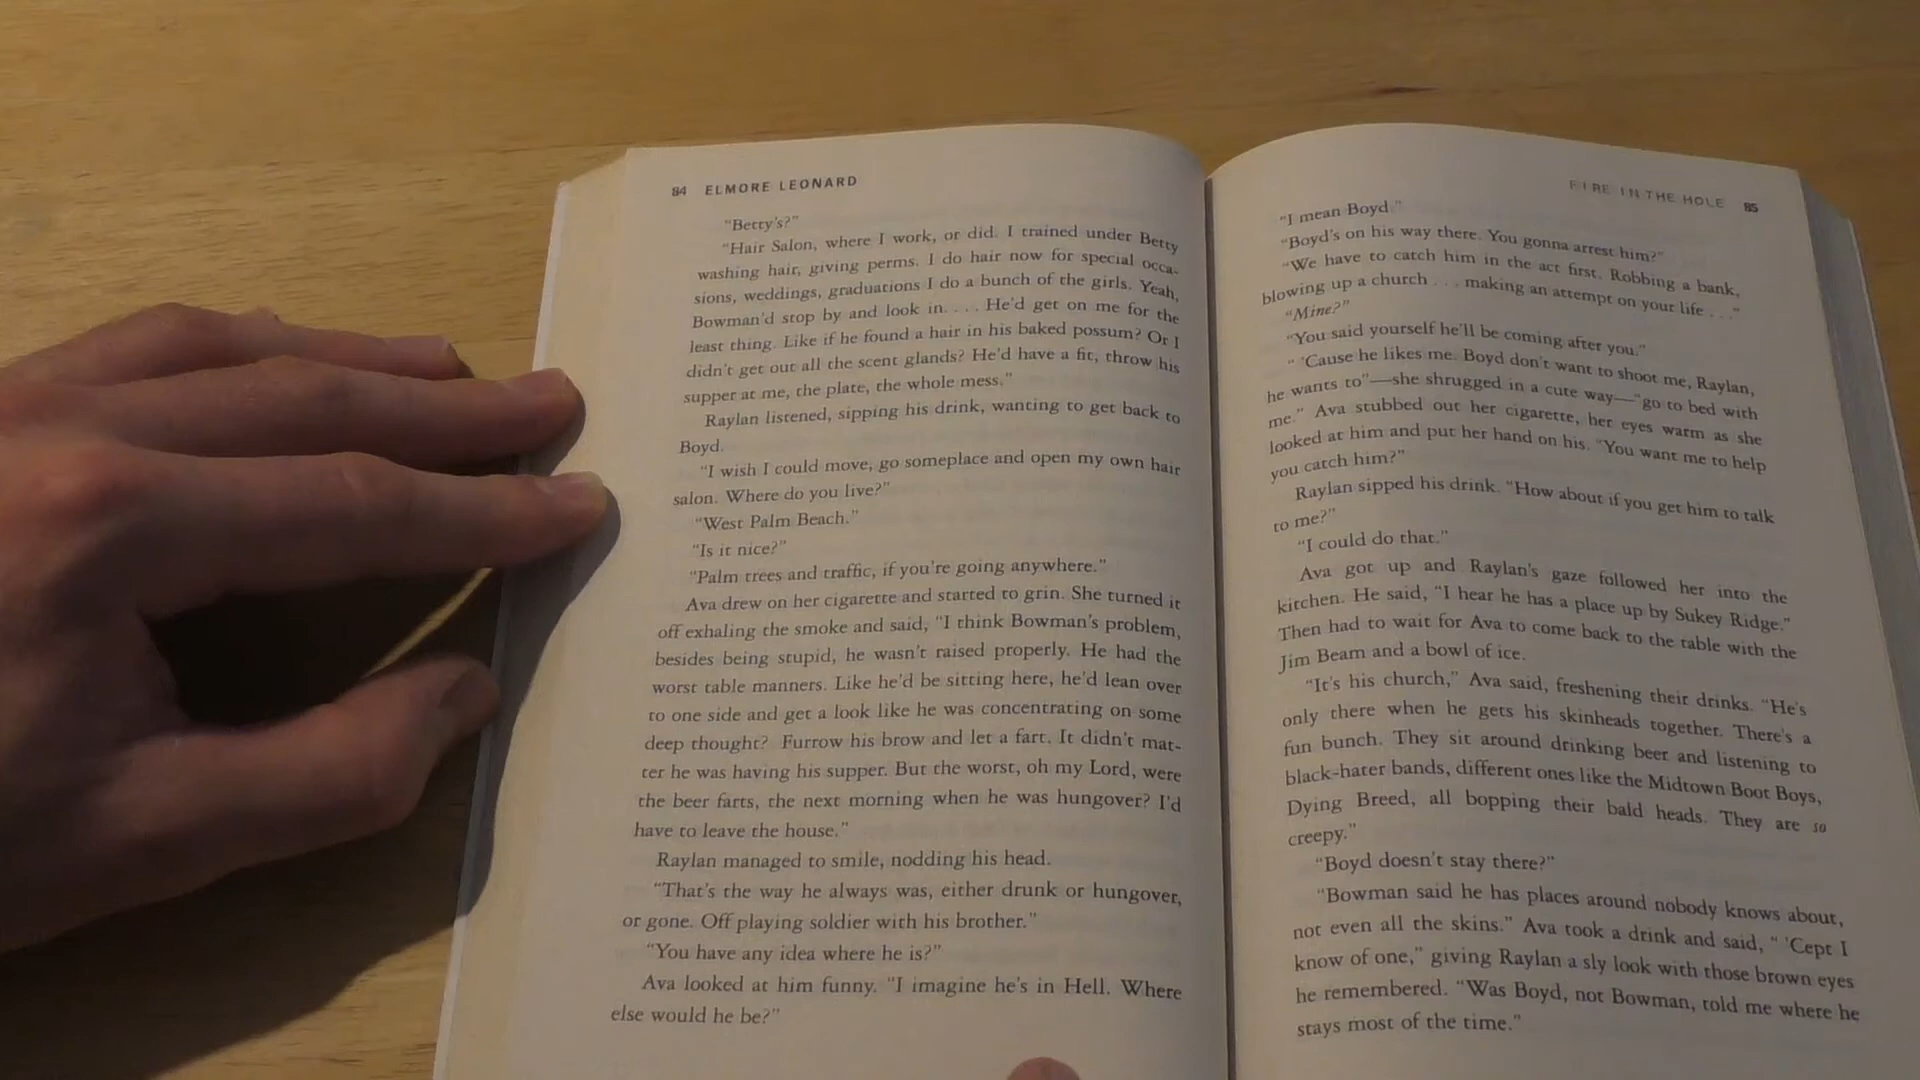 84 ELMORE LEONARD
"Betty's?"
"Hair Salon, where I work, or did. I trained under Betty
washing hair, giving perms. I do hair now for special occa-
sions, weddings, graduations I do a bunch of the girls. Yeah,
Bowman'd stop by and look in. . . . He'd get on me for the
least thing. Like if he found a hair in his baked possum? Or I
didn't get out all the scent glands? He'd have a fit, throw his
supper at me, the plate, the whole mess."
Raylan listened, sipping his drink, wanting to get back to
Boyd.
"I wish I could move, go someplace and open my own hair
salon. Where do you live?"
"West Palm Beach."
"Is it nice?"
"Palm trees and traffic, if you're going anywhere."
Ava drew on her cigarette and started to grin. She turned it
off exhaling the smoke and said, "I think Bowman's problem,
besides being stupid, he wasn't raised properly. He had the
worst table manners. Like he'd be sitting here, he'd lean over
to one side and get a look like he was concentrating on some
deep thought? Furrow his brow and let a fart. It didn't mat-
ter he was having his supper. But the worst, oh my Lord, were
the beer farts, the next morning when he was hungover? I'd
have to leave the house."
Raylan managed to smile, nodding his head.
"That's the way he always was, either drunk or hungover,
or gone. Off playing soldier with his brother."
"You have any idea where he is?"
Ava looked at him funny. "I imagine he's in Hell. Where
else would he be?"
FIRE IN THE HOLE 85
"I mean Boyd."
"Boyd's on his way there. You gonna arrest him?"
"We have to catch him in the act first. Robbing a bank,
blowing up a church . . . making an attempt on your life . . ."
"Mine?"
"You said yourself he'll be coming after you."
" 'Cause he likes me. Boyd don't want to shoot me, Raylan,
he wants to"—she shrugged in a cute way—"go to bed with
me." Ava stubbed out her cigarette, her eyes warm as she
looked at him and put her hand on his. "You want me to help
you catch him?"
Raylan sipped his drink. "How about if you get him to talk
to me?"
"I could do that."
Ava got up and Raylan's gaze followed her into the
kitchen. He said, "I hear he has a place up by Sukey Ridge."
Then had to wait for Ava to come back to the table with the
Jim Beam and a bowl of ice.
"It's his church," Ava said, freshening their drinks. "He's
only there when he gets his skinheads together. There's a
fun bunch. They sit around drinking beer and listening to
black-hater bands, different ones like the Midtown Boot Boys,
Dying Breed, all bopping their bald heads. They are so
creepy."
"Boyd doesn't stay there?"
"Bowman said he has places around nobody knows about,
not even all the skins." Ava took a drink and said, " 'Cept I
know of one," giving Raylan a sly look with those brown eyes
he remembered. "Was Boyd, not Bowman, told me where he
stays most of the time."